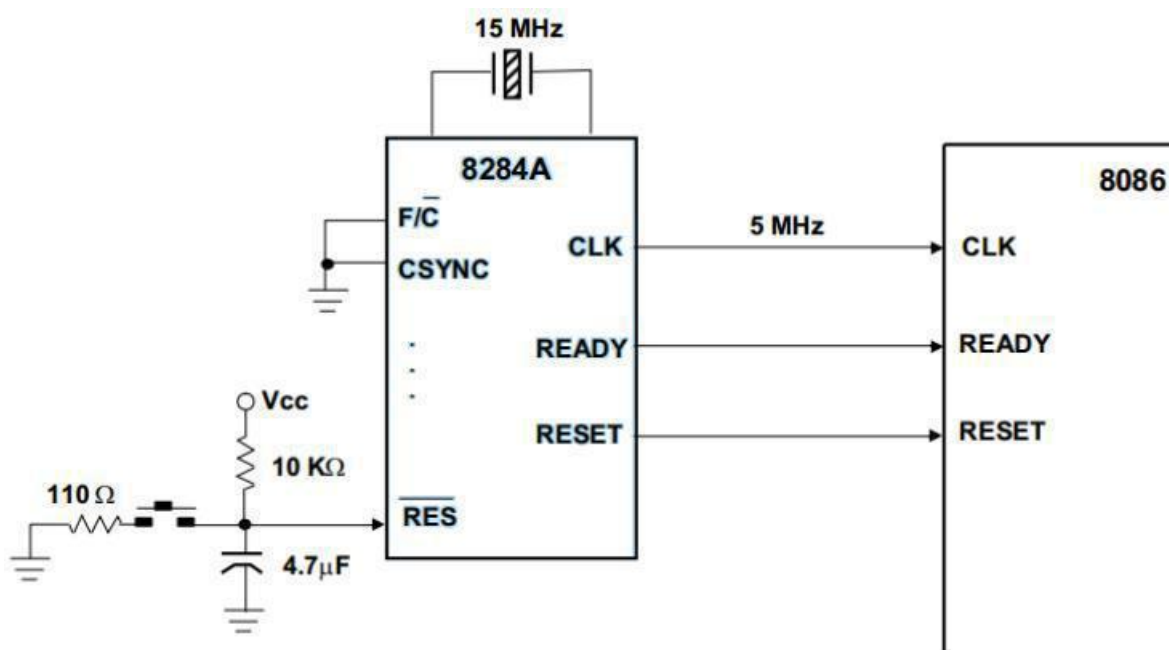 15 MHz
8284A
8086
F/C̅
CLK
5 MHz
CLK
CSYNC
READY
READY
Vcc
RESET
RESET
10 KΩ
110 Ω
R̅E̅S̅
4.7μF